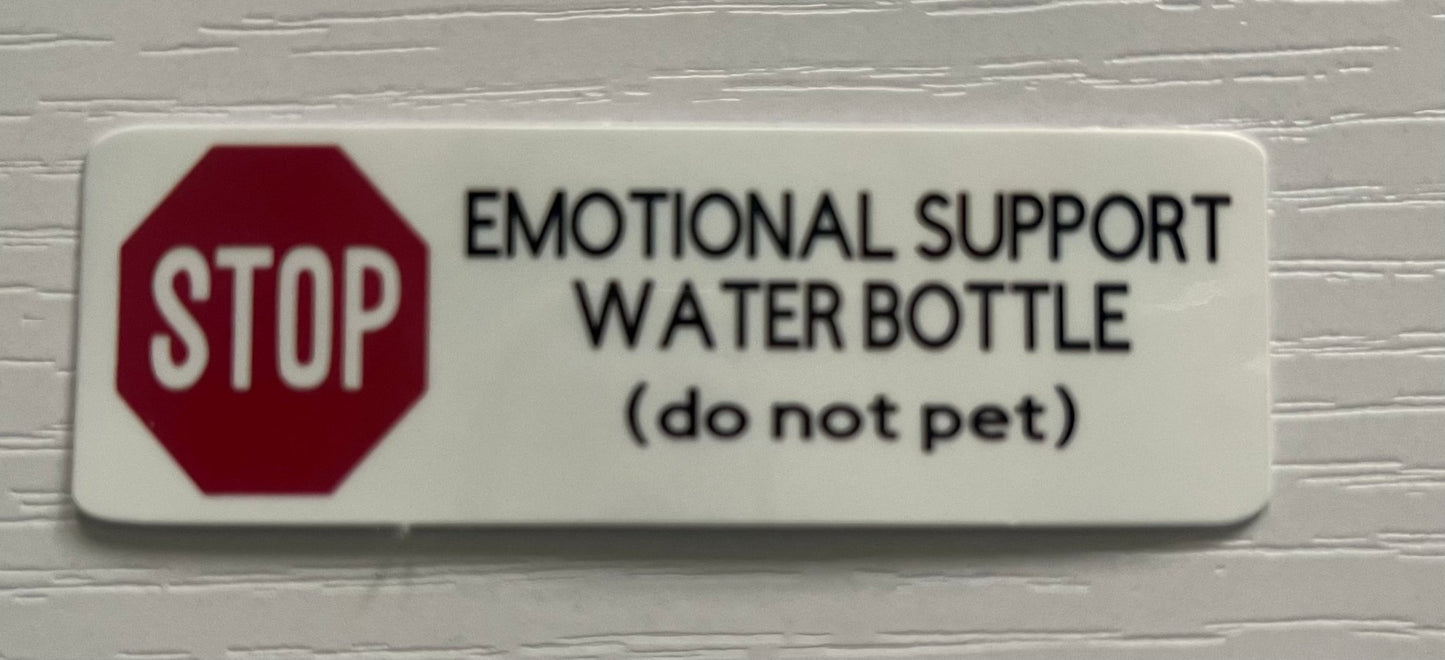 STOP
EMOTIONAL SUPPORT
WATER BOTTLE
(do not pet)